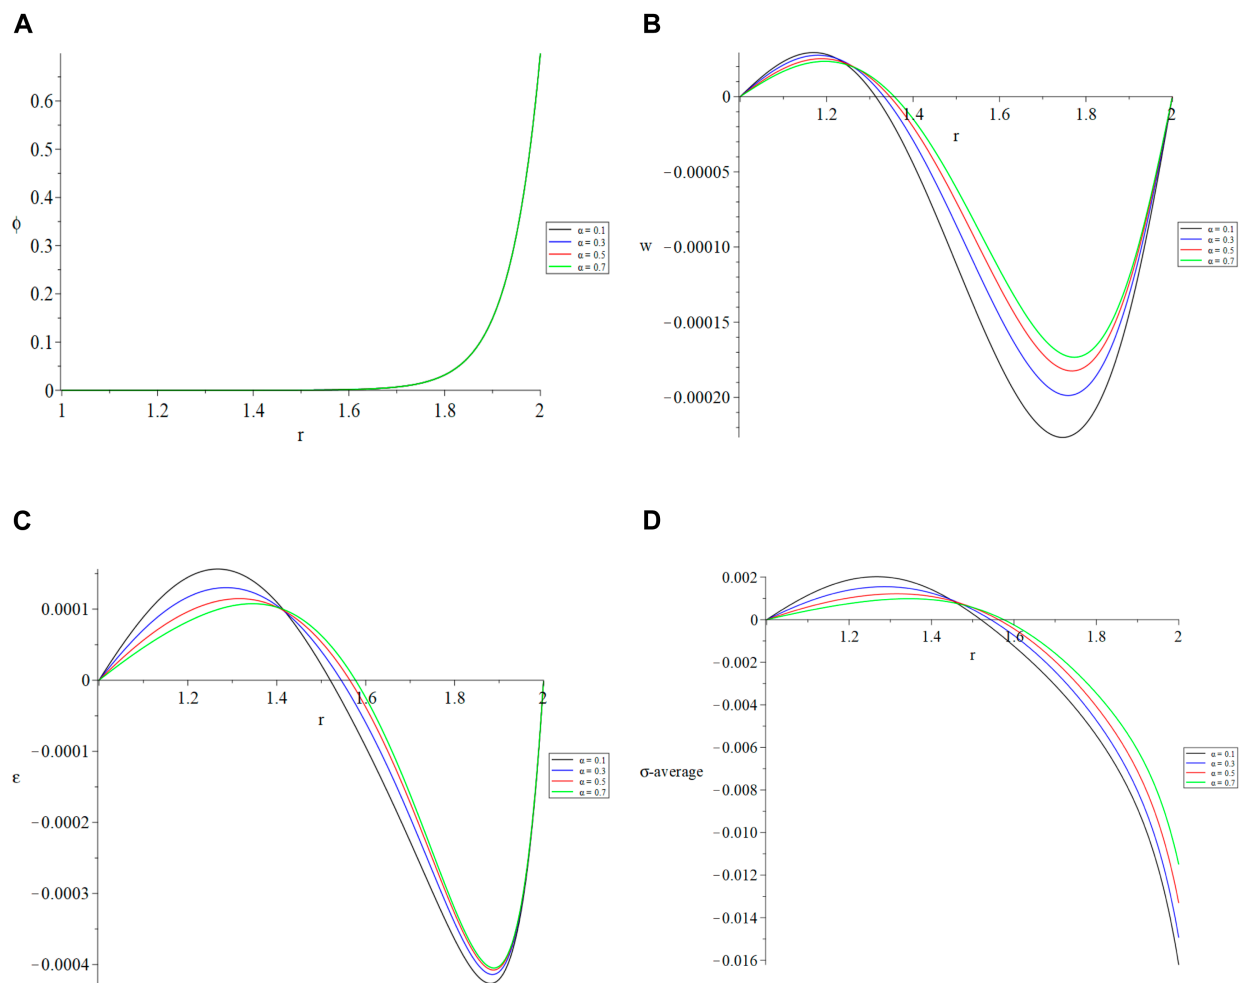 A
0.6
0.5
0.4
ϕ
0.3
0.2
0.1
0
1 1.2 1.4 1.6 1.8 2
r
α = 0.1
α = 0.3
α = 0.5
α = 0.7
B
0
1.2 1.4 1.6 1.8 2
r
−0.00005
w
−0.00010
−0.00015
−0.00020
α = 0.1
α = 0.3
α = 0.5
α = 0.7
C
0.0001
0
1.2 1.4 1.6 1.8 2
r
−0.0001
ε
−0.0002
−0.0003
−0.0004
α = 0.1
α = 0.3
α = 0.5
α = 0.7
D
0.002
0
1.2 1.4 1.6 1.8 2
r
−0.002
−0.004
−0.006
σ-average
−0.008
−0.010
−0.012
−0.014
−0.016
α = 0.1
α = 0.3
α = 0.5
α = 0.7